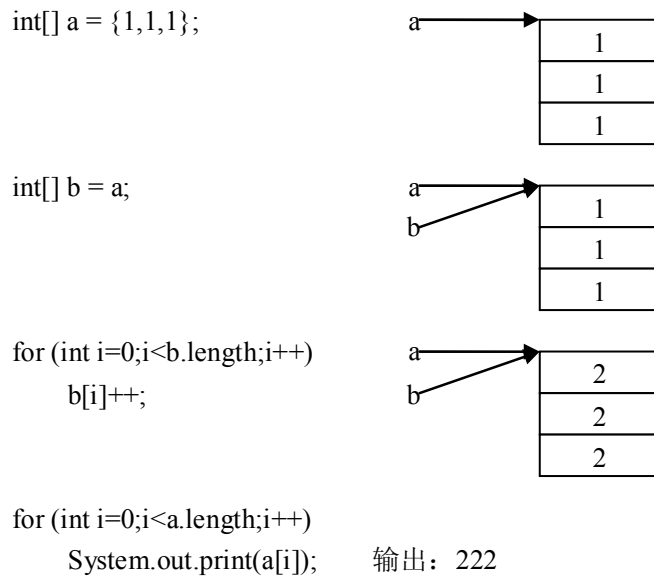 int[] a = {1,1,1}; a
1
1
1
int[] b = a; a
b
1
1
1
for (int i=0;i<b.length;i++) a
b[i]++; b
2
2
2
for (int i=0;i<a.length;i++)
System.out.print(a[i]); 输出：222